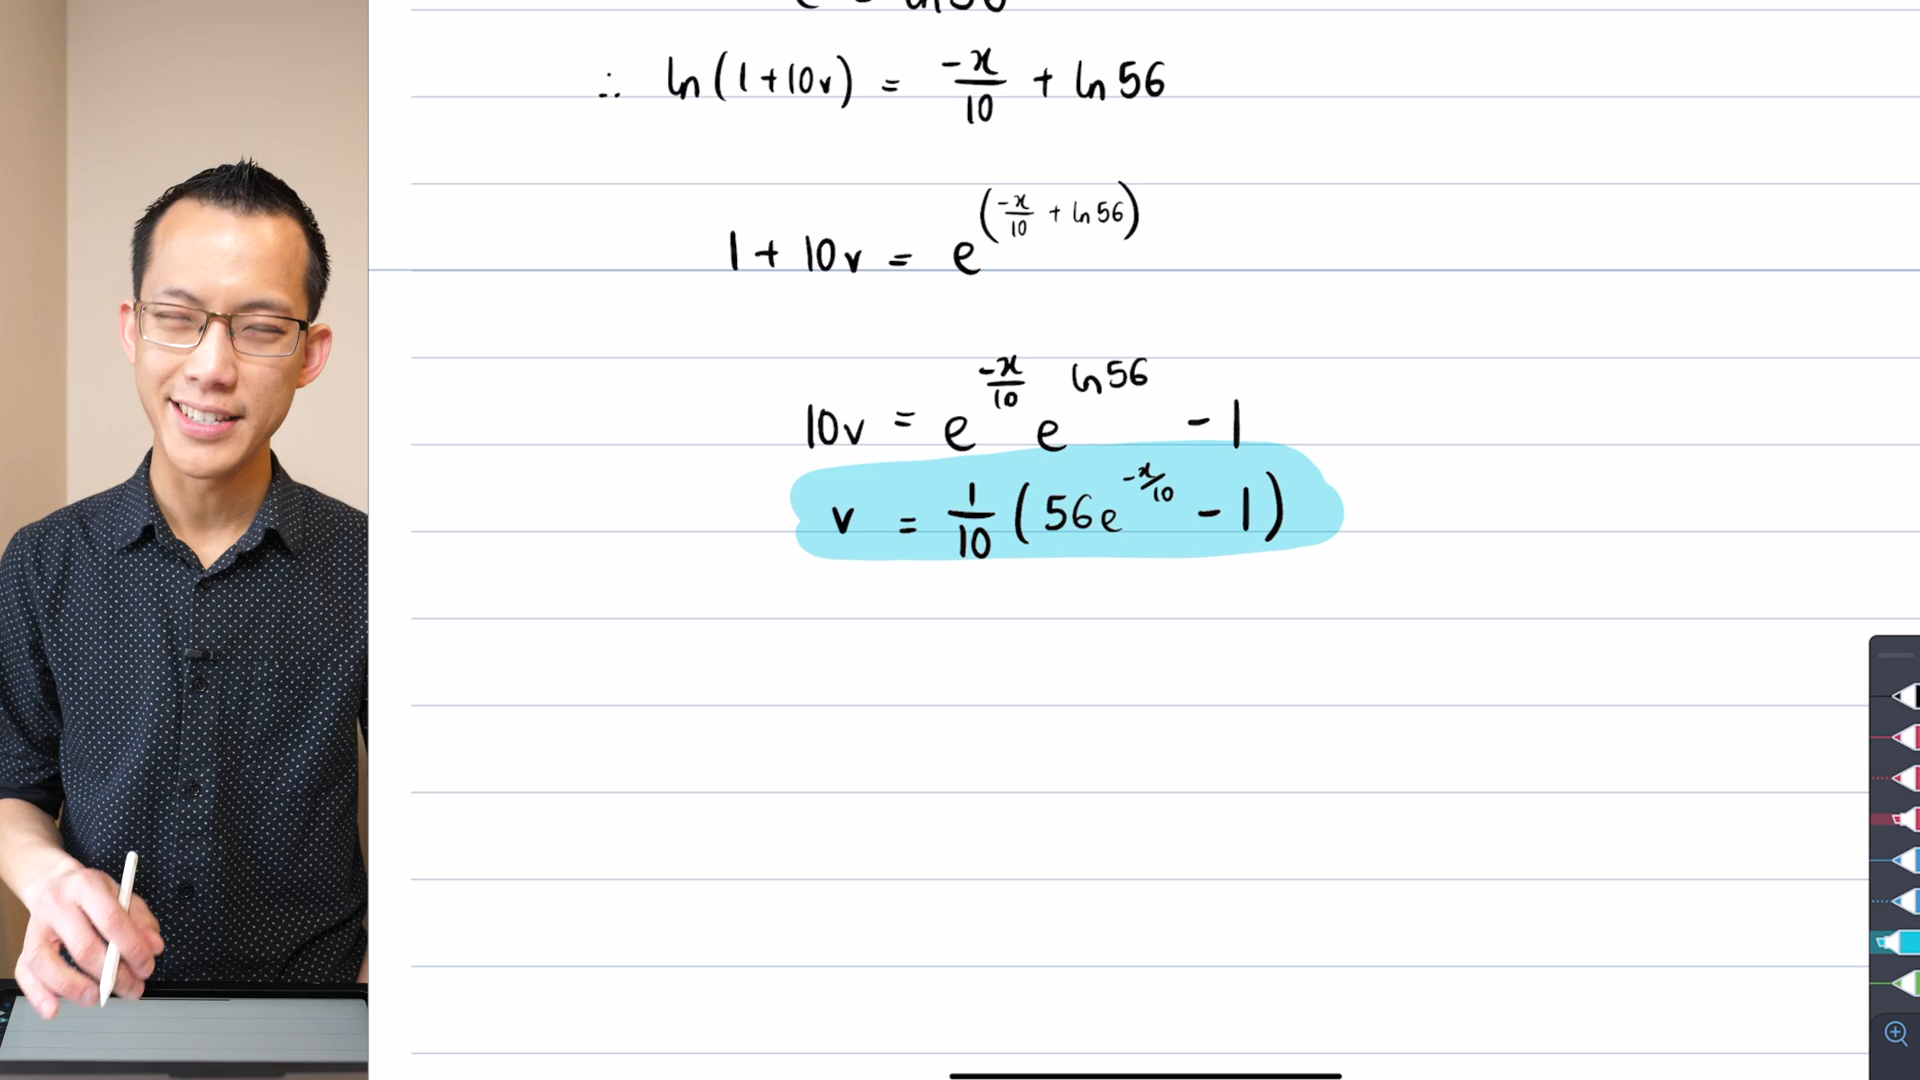 ∴ ln(1+10v) = -x/10 + ln56
1 + 10v = e^(-x/10 + ln56)
10v = e^(-x/10) e^(ln56) - 1
v = 1/10 (56e^(-x/10) - 1)